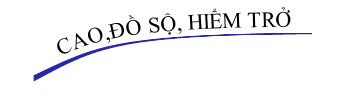 CAO,ĐỒ SỘ, HIỂM TRỞ